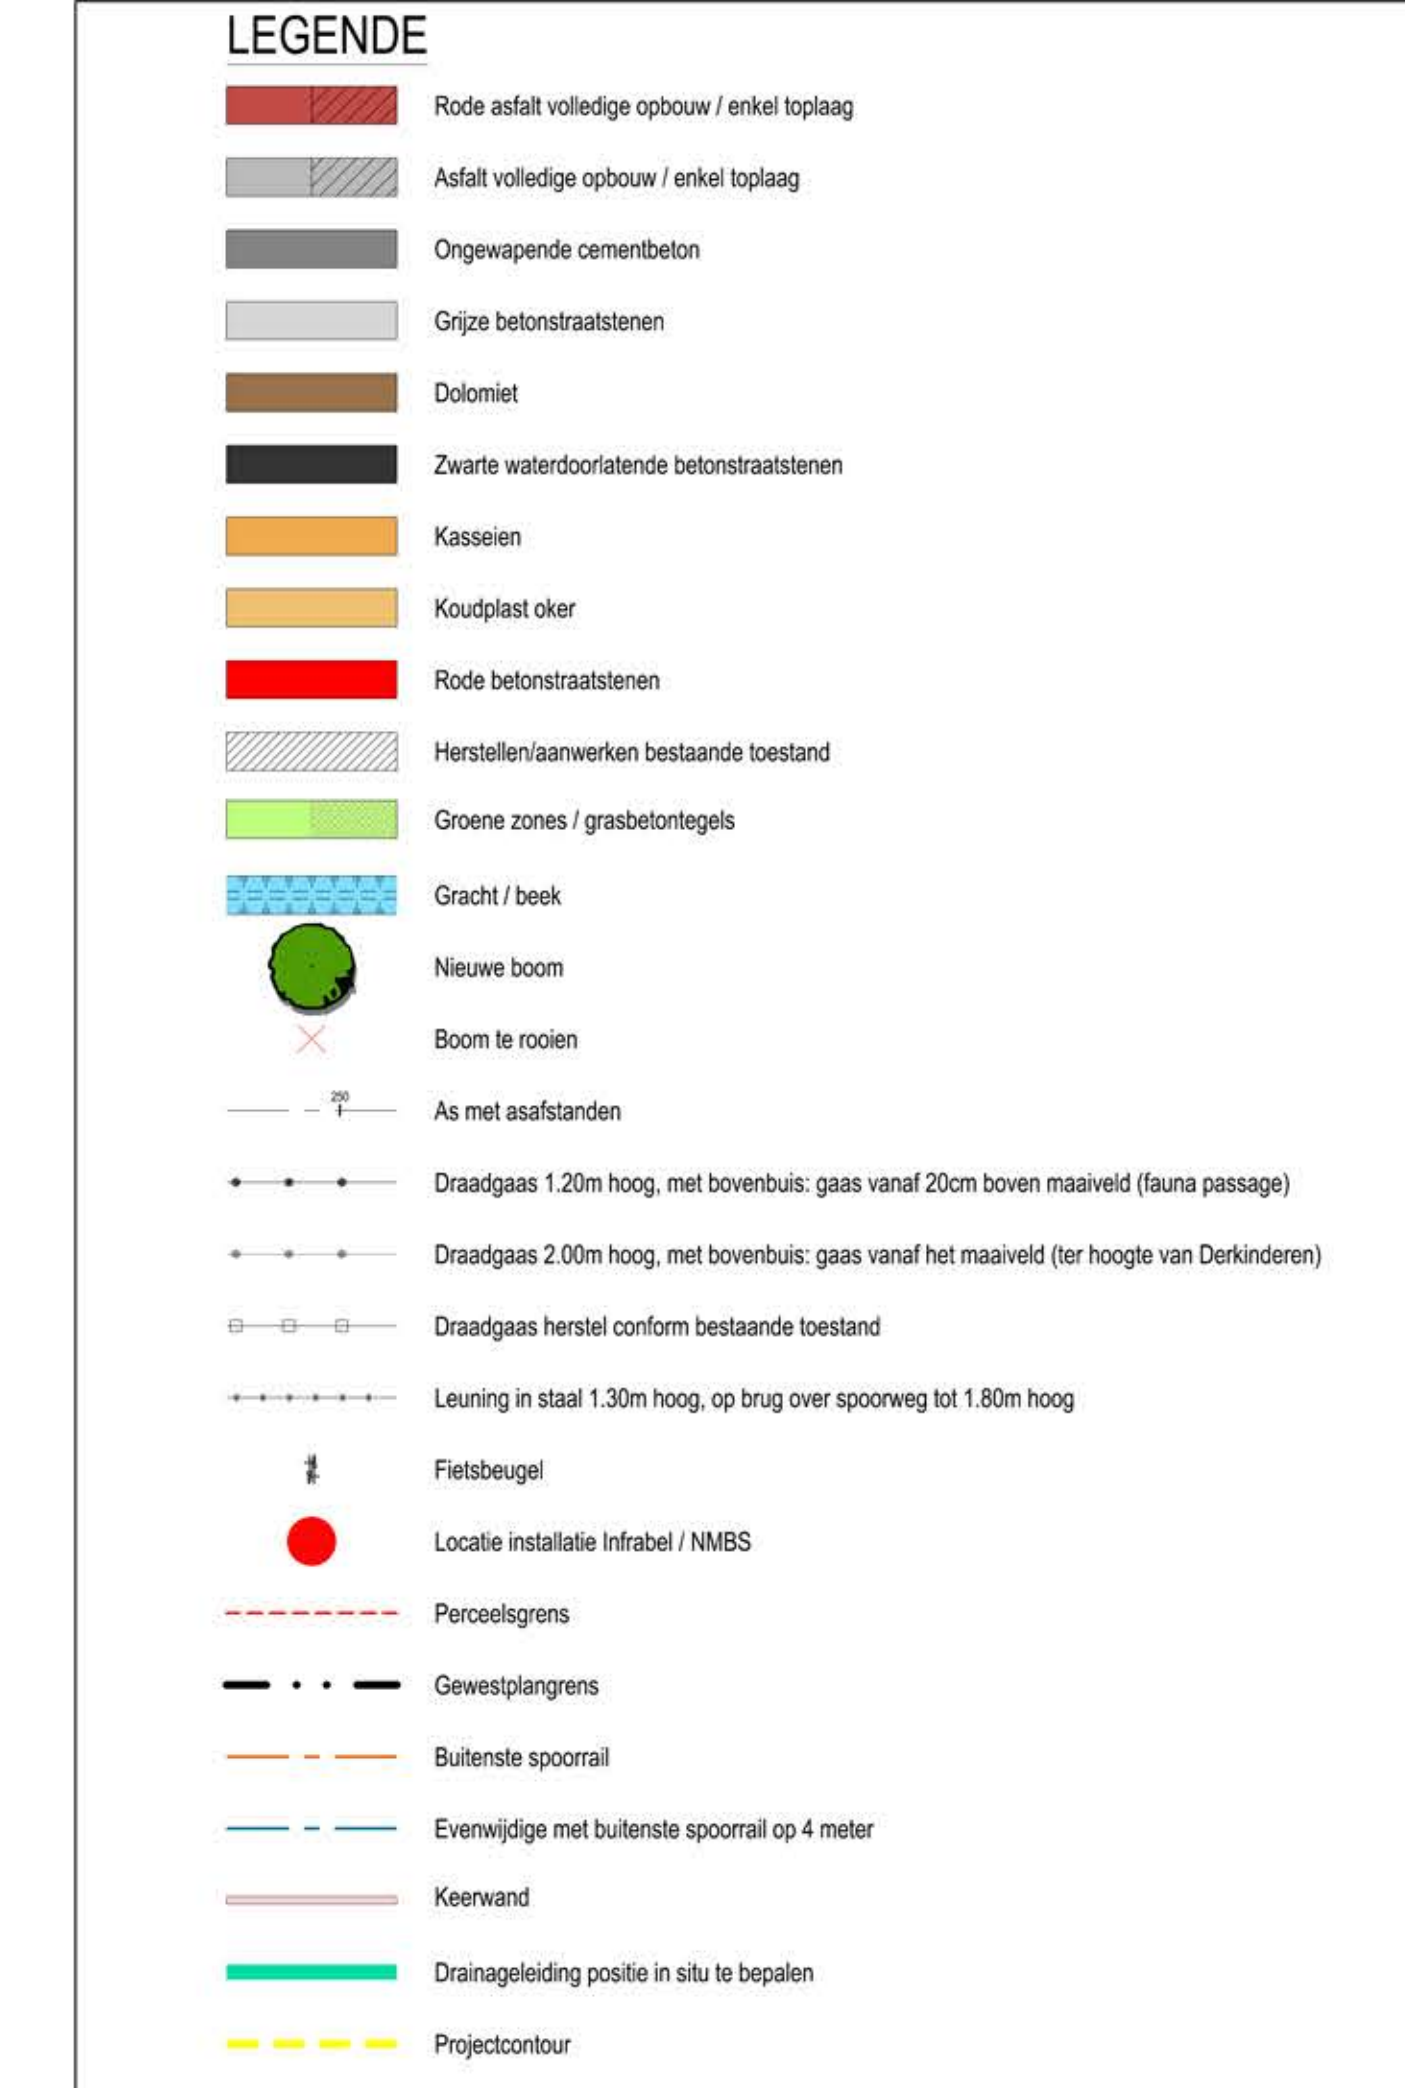 LEGENDE
Rode asfalt volledige opbouw / enkel toplaag
Asfalt volledige opbouw / enkel toplaag
Ongewapende cementbeton
Grijze betonstraatstenen
Dolomiet
Zwarte waterdoorlatende betonstraatstenen
Kasseien
Koudplast oker
Rode betonstraatstenen
Herstellen/aanwerken bestaande toestand
Groene zones / grasbetontegels
Gracht / beek
Nieuwe boom
Boom te rooien
250
As met asafstanden
Draadgaas 1.20m hoog, met bovenbuis: gaas vanaf 20cm boven maaiveld (fauna passage)
Draadgaas 2.00m hoog, met bovenbuis: gaas vanaf het maaiveld (ter hoogte van Derkinderen)
Draadgaas herstel conform bestaande toestand
Leuning in staal 1.30m hoog, op brug over spoorweg tot 1.80m hoog
Fietsbeugel
Locatie installatie Infrabel / NMBS
Perceelsgrens
Gewestplangrens
Buitenste spoorrail
Evenwijdige met buitenste spoorrail op 4 meter
Keerwand
Drainageleiding positie in situ te bepalen
Projectcontour